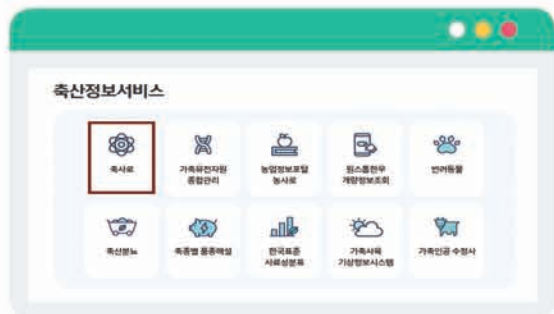 축산정보서비스
축사로
가축유전자원
종합관리
농업정보포털
농사로
원스톱한우
개량정보조회
반려동물
축산분뇨
축종별 품종해설
한국표준
사료성분표
가축사육
기상정보시스템
가축인공 수정사